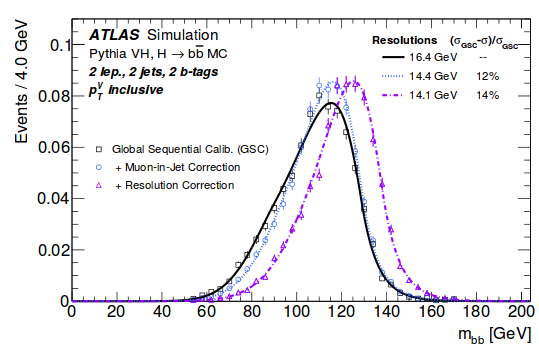 ATLAS Simulation
Pythia VH, H → bb̅ MC
2 lep., 2 jets, 2 b-tags
p_T^V inclusive
Resolutions (σ_GSC-σ)/σ_GSC
16.4 GeV --
14.4 GeV 12%
14.1 GeV 14%
Global Sequential Calib. (GSC)
+ Muon-in-Jet Correction
+ Resolution Correction
Events / 4.0 GeV
0.1
0.08
0.06
0.04
0.02
0
0 20 40 60 80 100 120 140 160 180 200
m_bb [GeV]